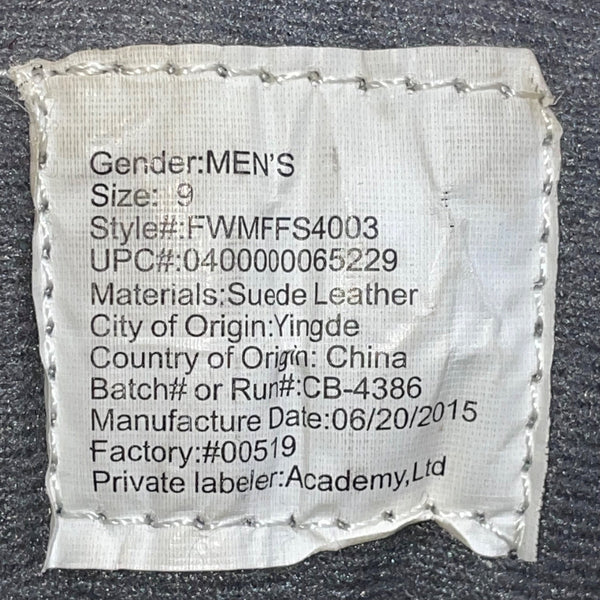 Gender:MEN'S
Size: 9
Style#:FWMFFS4003
UPC#:0400000065229
Materials:Suede Leather
City of Origin:Yingde
Country of Origin: China
Batch# or Run#:CB-4386
Manufacture Date:06/20/2015
Factory:#00519
Private labeler:Academy,Ltd